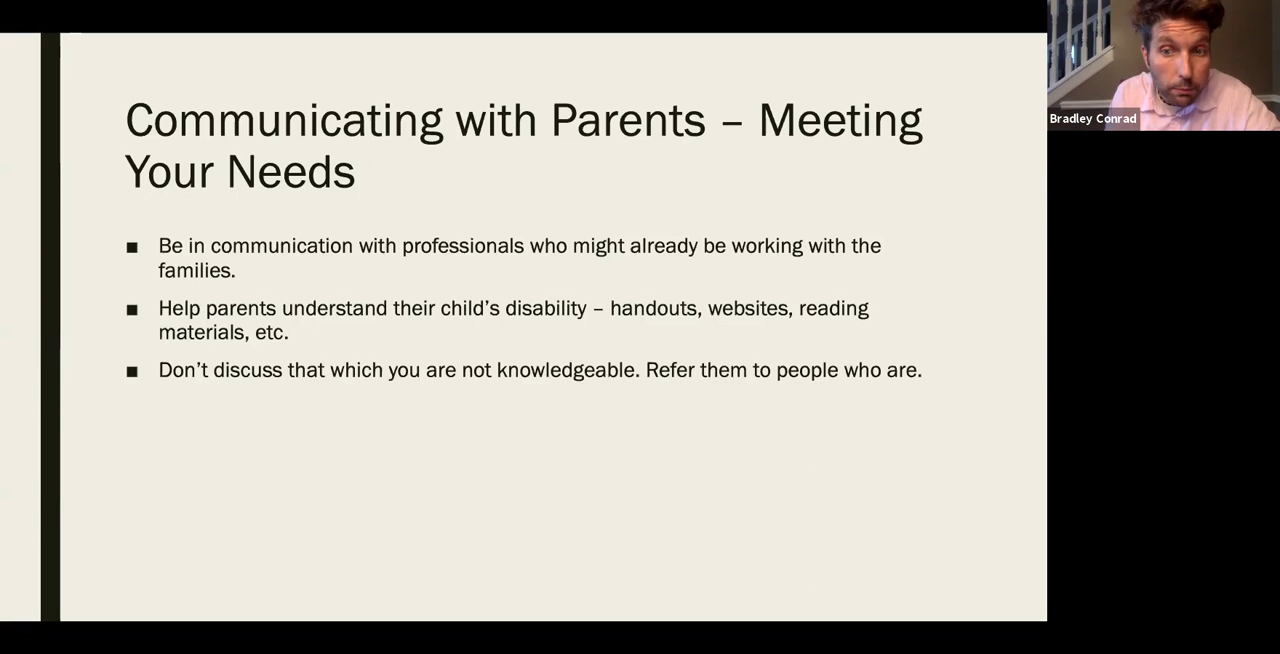 Communicating with Parents – Meeting
Your Needs
■ Be in communication with professionals who might already be working with the
families.
■ Help parents understand their child’s disability – handouts, websites, reading
materials, etc.
■ Don’t discuss that which you are not knowledgeable. Refer them to people who are.
Bradley Conrad